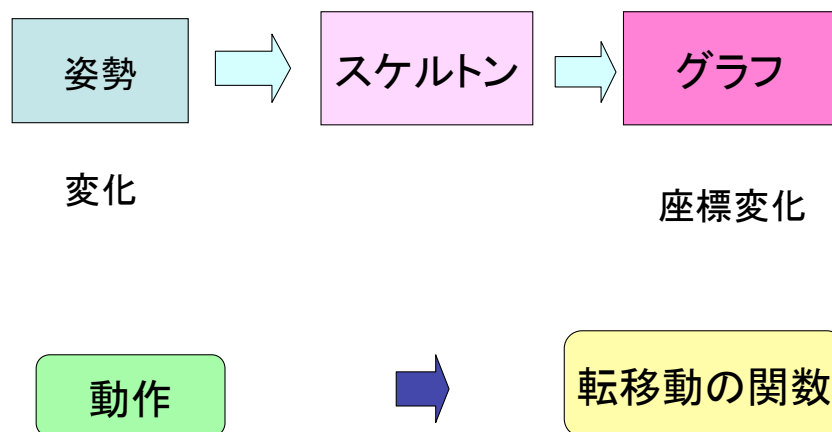 姿勢
スケルトン
グラフ
変化
座標変化
動作
転移動の関数